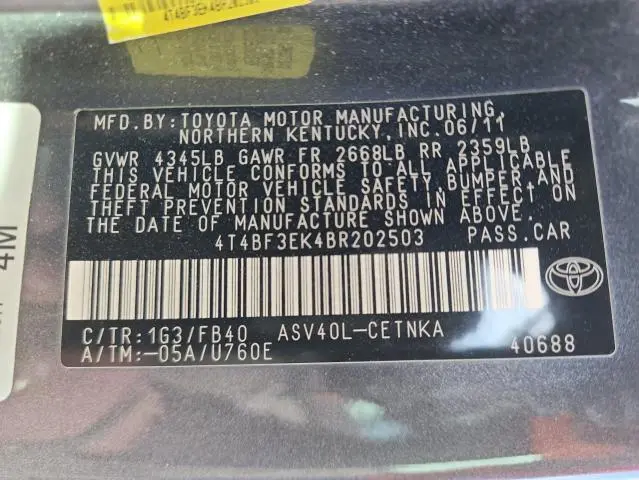 MFD.BY:TOYOTA MOTOR MANUFACTURING,
NORTHERN KENTUCKY,INC.06/11
GVWR 4345LB GAWR FR 2668LB RR 2359LB
THIS VEHICLE CONFORMS TO ALL APPLICABLE
FEDERAL MOTOR VEHICLE SAFETY,BUMPER,AND
THEFT PREVENTION STANDARDS IN EFFECT ON
THE DATE OF MANUFACTURE SHOWN ABOVE.
4T4BF3EK4BR202503 PASS.CAR
C/TR:1G3/FB40 ASV40L-CETNKA
A/TM:-05A/U760E 40688
4M